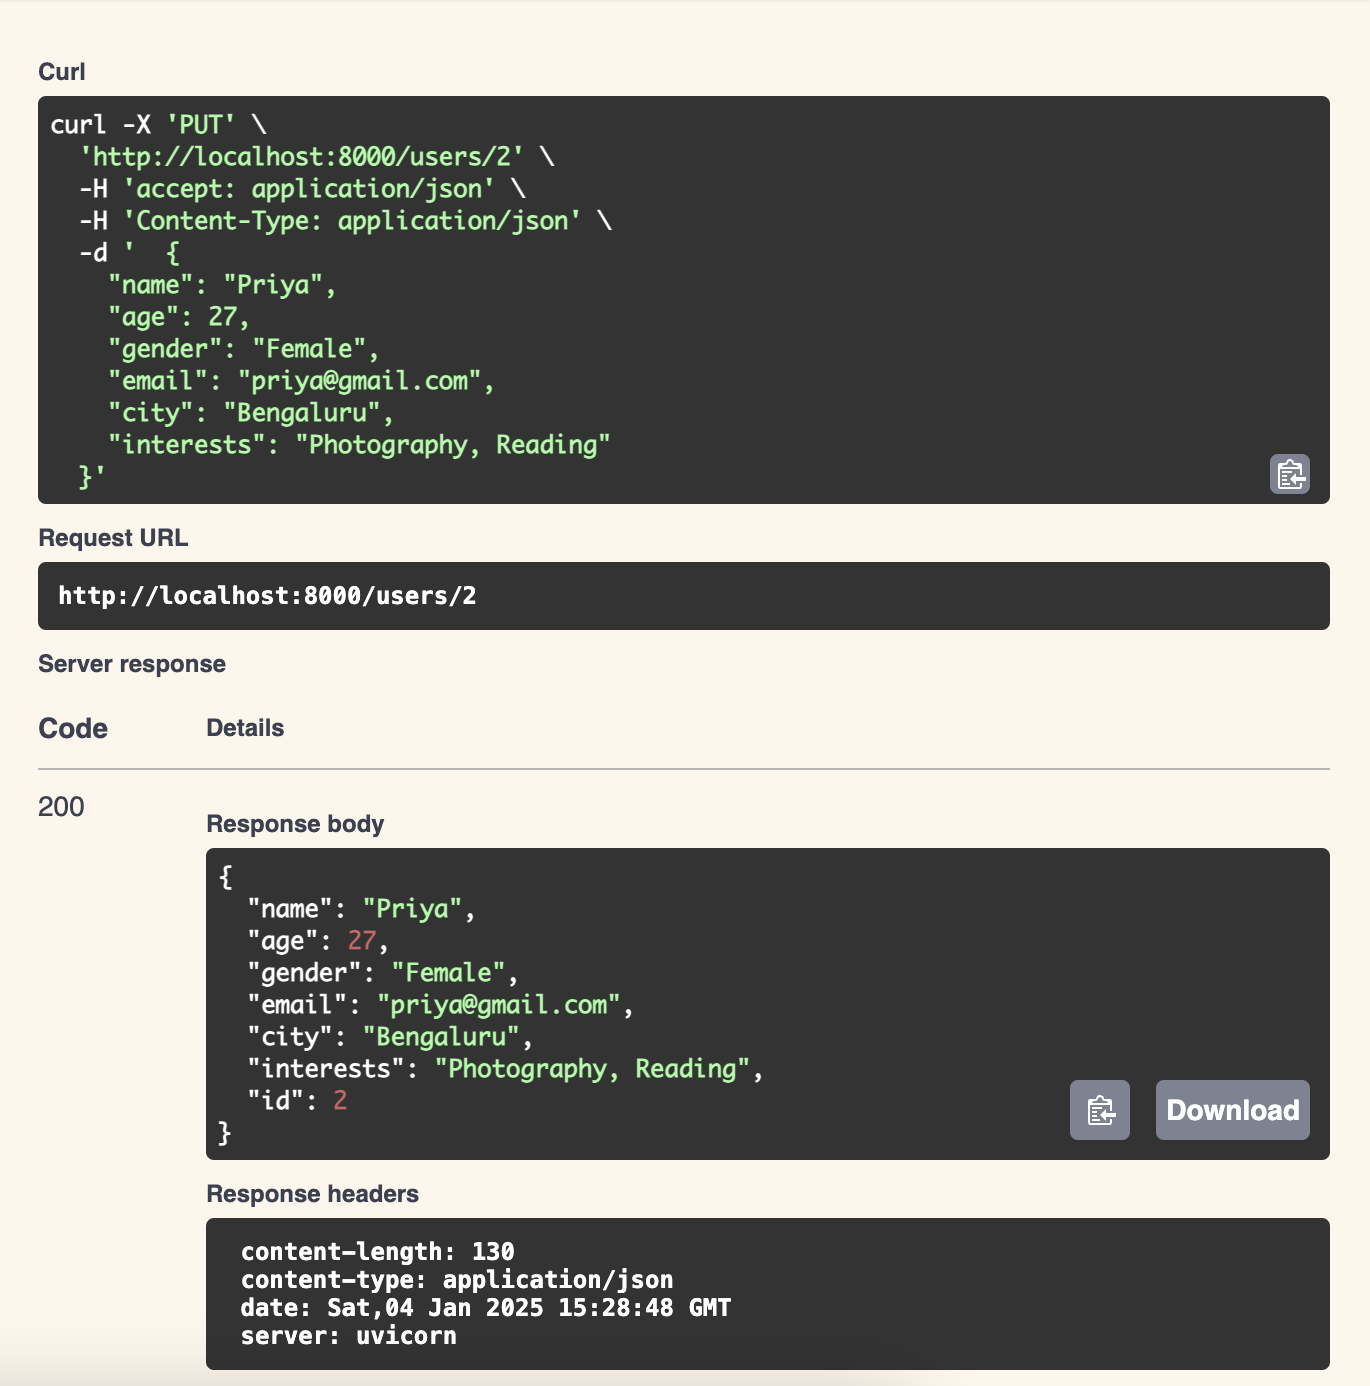 Curl
curl -X 'PUT' \
  'http://localhost:8000/users/2' \
  -H 'accept: application/json' \
  -H 'Content-Type: application/json' \
  -d '  {
    "name": "Priya",
    "age": 27,
    "gender": "Female",
    "email": "priya@gmail.com",
    "city": "Bengaluru",
    "interests": "Photography, Reading"
  }'
Request URL
http://localhost:8000/users/2
Server response
Code Details
200
Response body
{
  "name": "Priya",
  "age": 27,
  "gender": "Female",
  "email": "priya@gmail.com",
  "city": "Bengaluru",
  "interests": "Photography, Reading",
  "id": 2
}
Download
Response headers
content-length: 130
content-type: application/json
date: Sat,04 Jan 2025 15:28:48 GMT
server: uvicorn